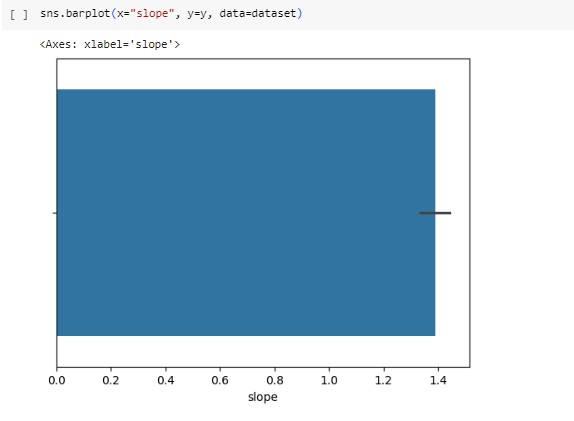 [ ] sns.barplot(x="slope", y=y, data=dataset)
<Axes: xlabel='slope'>
0.0 0.2 0.4 0.6 0.8 1.0 1.2 1.4
slope